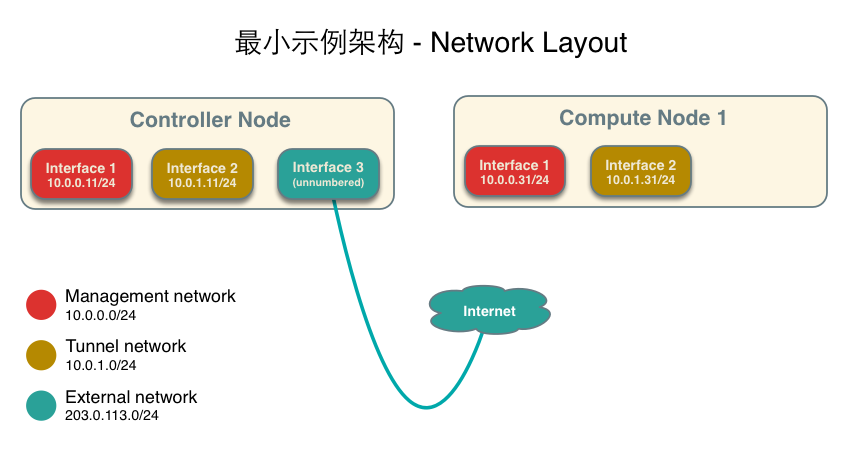 最小示例架构 - Network Layout
Controller Node
Interface 1
10.0.0.11/24
Interface 2
10.0.1.11/24
Interface 3
(unnumbered)
Compute Node 1
Interface 1
10.0.0.31/24
Interface 2
10.0.1.31/24
Internet
Management network
10.0.0.0/24
Tunnel network
10.0.1.0/24
External network
203.0.113.0/24